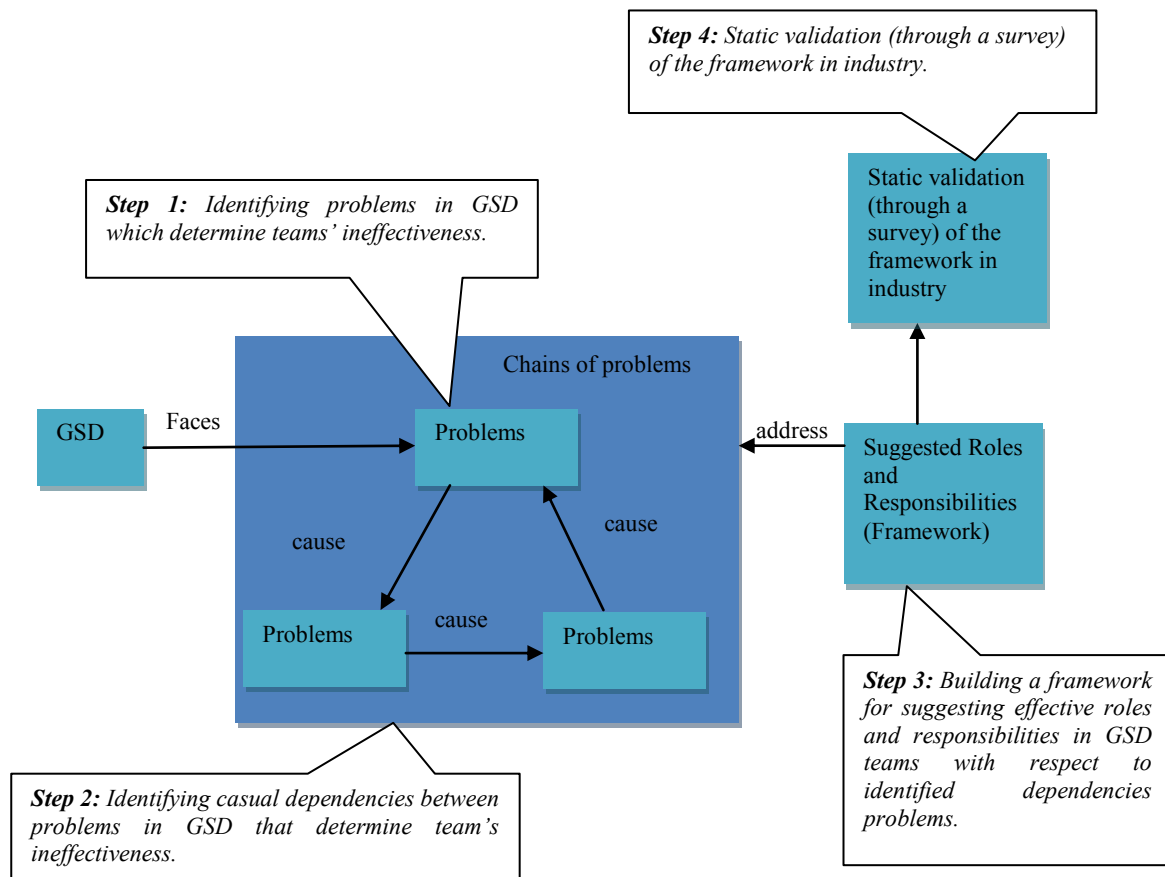 Step 4: Static validation (through a survey)
of the framework in industry.
Static validation
(through a
survey) of the
framework in
industry
Step 1: Identifying problems in GSD
which determine teams’ ineffectiveness.
Chains of problems
GSD
Faces
Problems
address
Suggested Roles
and
Responsibilities
(Framework)
cause
cause
Problems
cause
Problems
Step 3: Building a framework
for suggesting effective roles
and responsibilities in GSD
teams with respect to
identified dependencies
problems.
Step 2: Identifying casual dependencies between
problems in GSD that determine team’s
ineffectiveness.